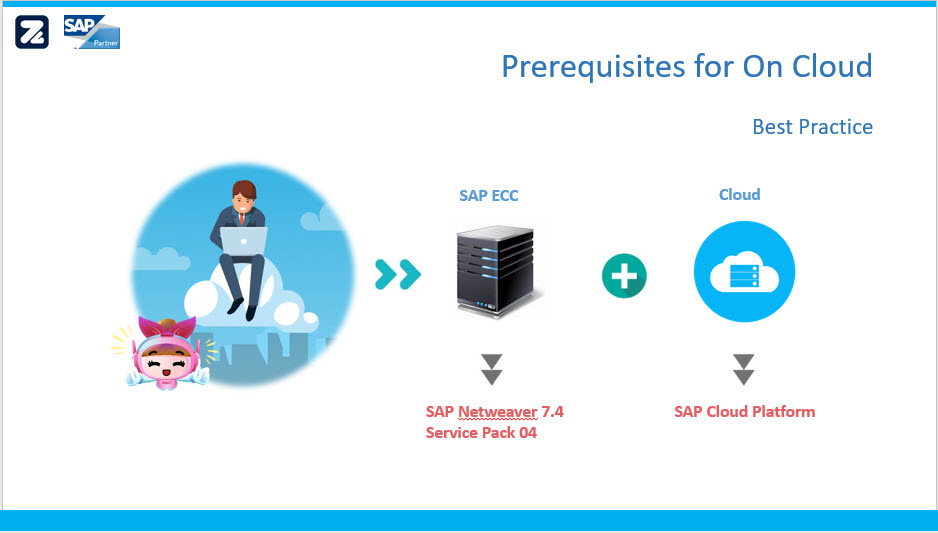 SAP
Partner
Prerequisites for On Cloud
Best Practice
SAP ECC
Cloud
SAP Netweaver 7.4
Service Pack 04
SAP Cloud Platform